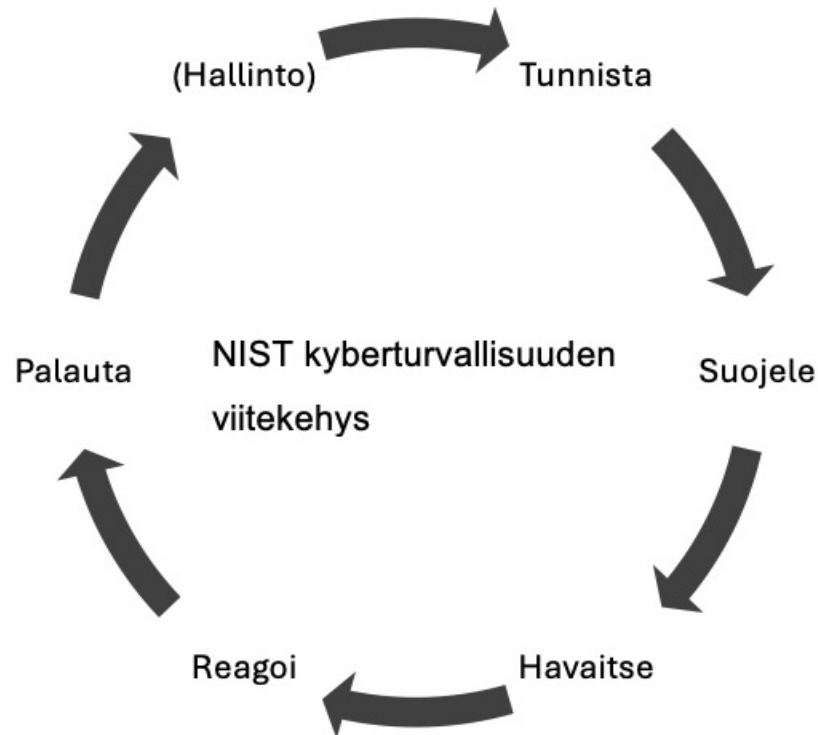 (Hallinto)
Tunnista
Palauta
NIST kyberturvallisuuden
viitekehys
Suojele
Reagoi
Havaitse